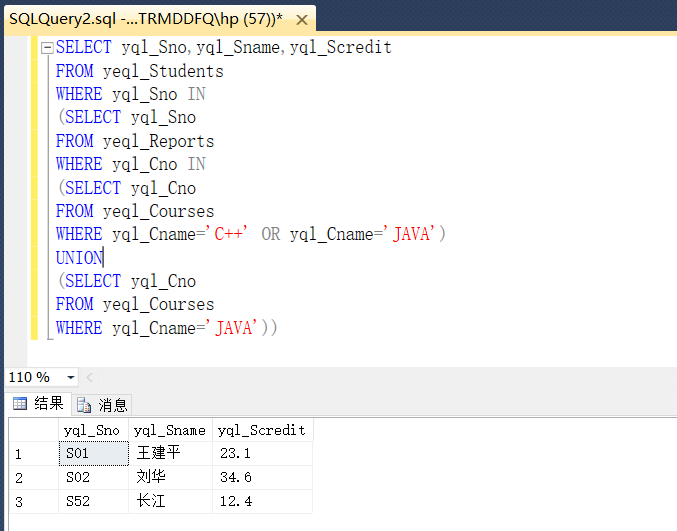 SQLQuery2.sql -...TRMDDFQ\hp (57))* ×
SELECT yql_Sno,yql_Sname,yql_Scredit
FROM yeql_Students
WHERE yql_Sno IN
(SELECT yql_Sno
FROM yeql_Reports
WHERE yql_Cno IN
(SELECT yql_Cno
FROM yeql_Courses
WHERE yql_Cname='C++' OR yql_Cname='JAVA')
UNION
(SELECT yql_Cno
FROM yeql_Courses
WHERE yql_Cname='JAVA'))
110 %
结果 消息
yql_Sno yql_Sname yql_Scredit
1 S01 王建平 23.1
2 S02 刘华 34.6
3 S52 长江 12.4